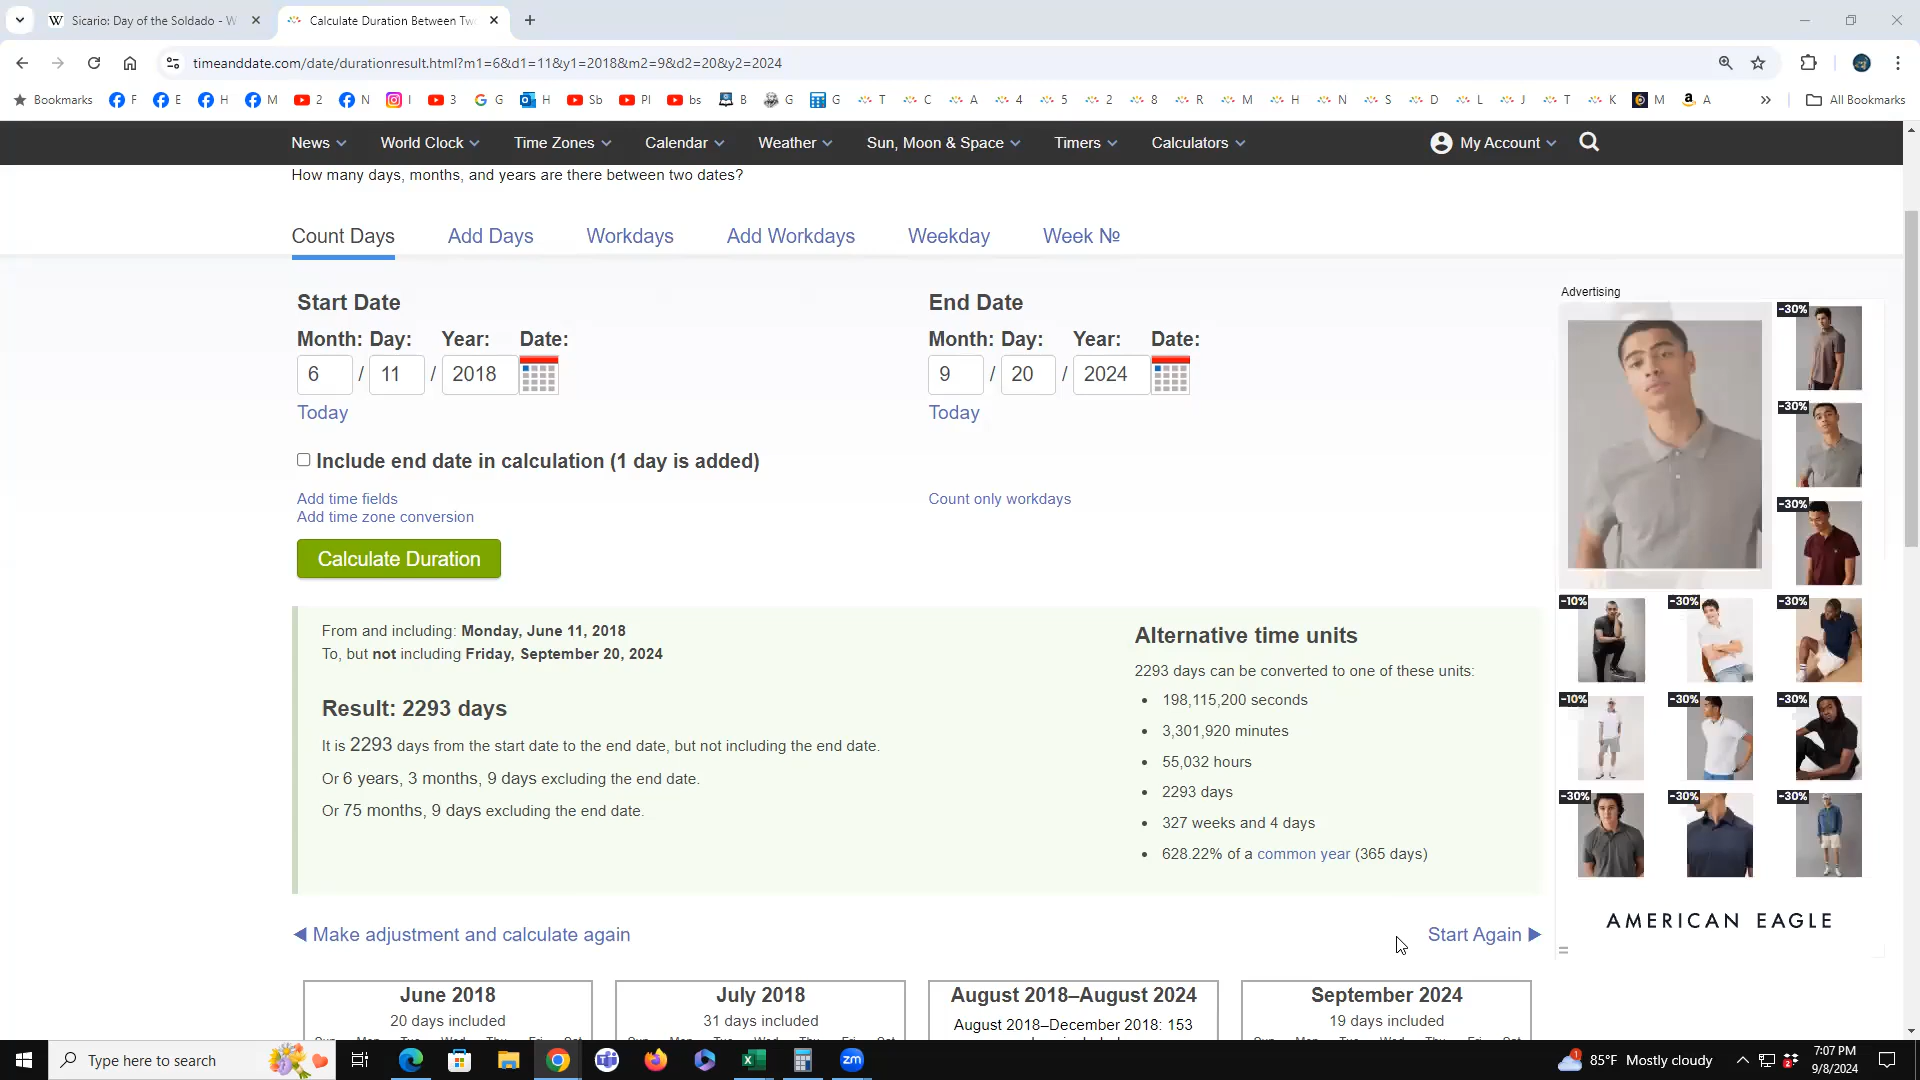 Sicario: Day of the Soldado - W
Calculate Duration Between Tw
timeanddate.com/date/durationresult.html?m1=6&d1=11&y1=2018&m2=9&d2=20&y2=2024
Bookmarks F E H M 2 N I 3 G H Sb Pl bs B G G T C A 4 5 2 8 R M H N S D L J T K M A » All Bookmarks
News World Clock Time Zones Calendar Weather Sun, Moon & Space Timers Calculators My Account
How many days, months, and years are there between two dates?
Count Days Add Days Workdays Add Workdays Weekday Week №
Start Date End Date
Month: Day: Year: Date: Month: Day: Year: Date:
6 / 11 / 2018 9 / 20 / 2024
Today Today
Include end date in calculation (1 day is added)
Add time fields Count only workdays
Add time zone conversion
Calculate Duration
From and including: Monday, June 11, 2018
To, but not including Friday, September 20, 2024
Result: 2293 days
It is 2293 days from the start date to the end date, but not including the end date.
Or 6 years, 3 months, 9 days excluding the end date.
Or 75 months, 9 days excluding the end date.
Alternative time units
2293 days can be converted to one of these units:
• 198,115,200 seconds
• 3,301,920 minutes
• 55,032 hours
• 2293 days
• 327 weeks and 4 days
• 628.22% of a common year (365 days)
Make adjustment and calculate again Start Again
June 2018 July 2018 August 2018–August 2024 September 2024
20 days included 31 days included August 2018–December 2018: 153 19 days included
Advertising
-30%
-30%
-30%
-10% -30% -30%
-10% -30% -30%
-30% -30% -30%
AMERICAN EAGLE
Type here to search
zm
1
85°F Mostly cloudy
2
7:07 PM
9/8/2024